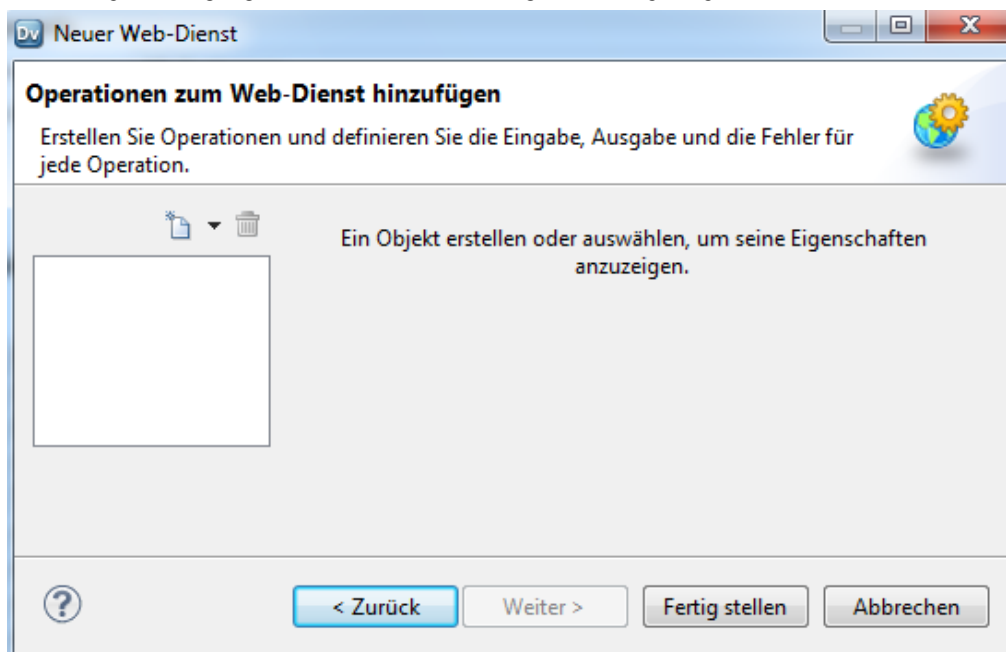 Dv Neuer Web-Dienst
Operationen zum Web-Dienst hinzufügen
Erstellen Sie Operationen und definieren Sie die Eingabe, Ausgabe und die Fehler für
jede Operation.
Ein Objekt erstellen oder auswählen, um seine Eigenschaften
anzuzeigen.
? < Zurück Weiter > Fertig stellen Abbrechen